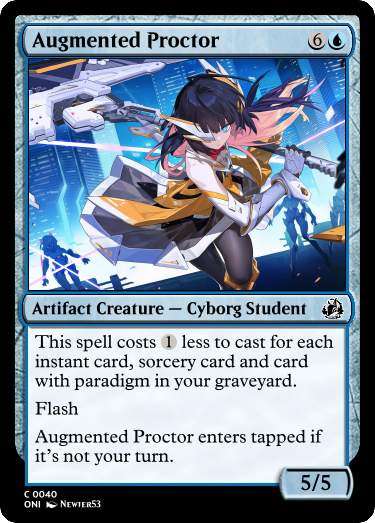 Augmented Proctor 6
Artifact Creature — Cyborg Student
This spell costs 1 less to cast for each
instant card, sorcery card and card
with paradigm in your graveyard.
Flash
Augmented Proctor enters tapped if
it's not your turn.
5/5
C 0040
ONI Newter53